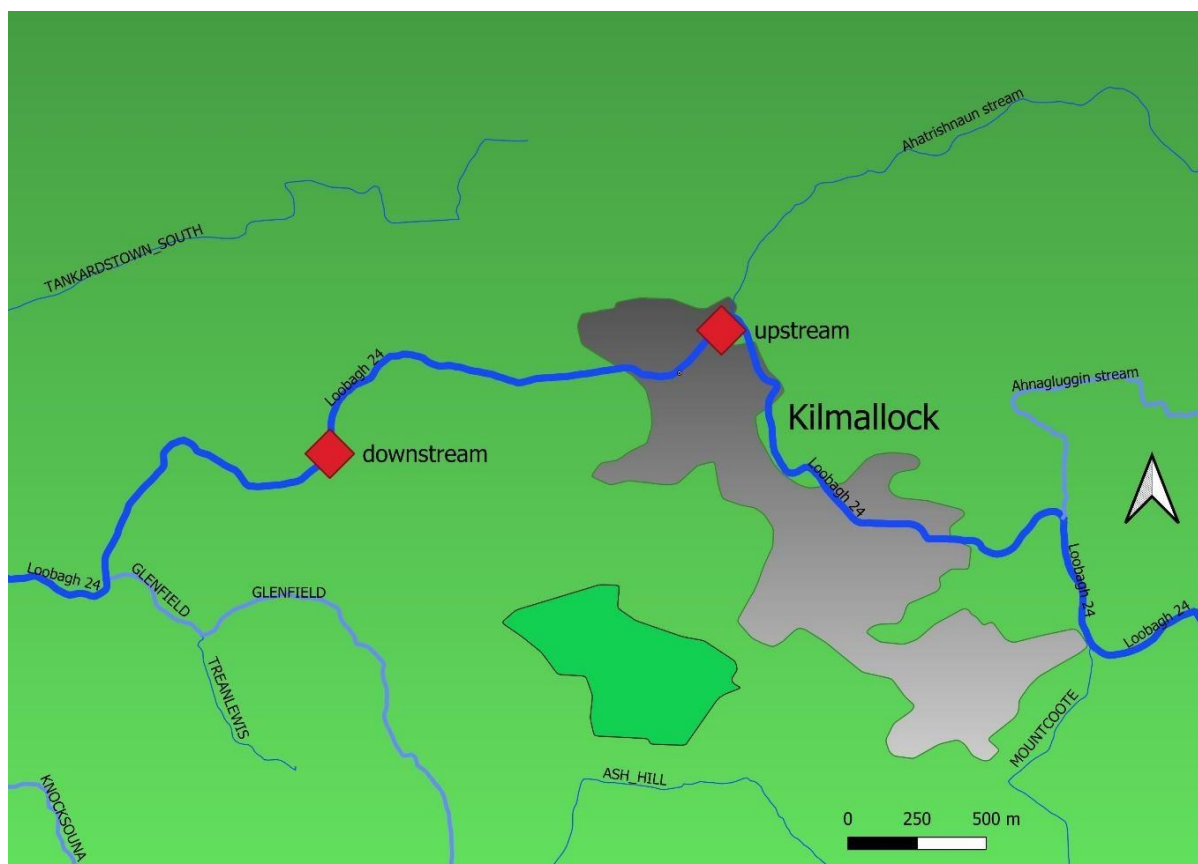 Ahatrishnaun stream
TANKARDSTOWN_SOUTH
upstream
Loobagh 24
Ahnagluggin stream
Kilmallock
downstream
Loobagh 24
Loobagh 24
Loobagh 24
GLENFIELD
GLENFIELD
Loobagh 24
TREANLEWIS
MOUNTCOOTE
ASH_HILL
KNOCKSOUNA
0 250 500 m